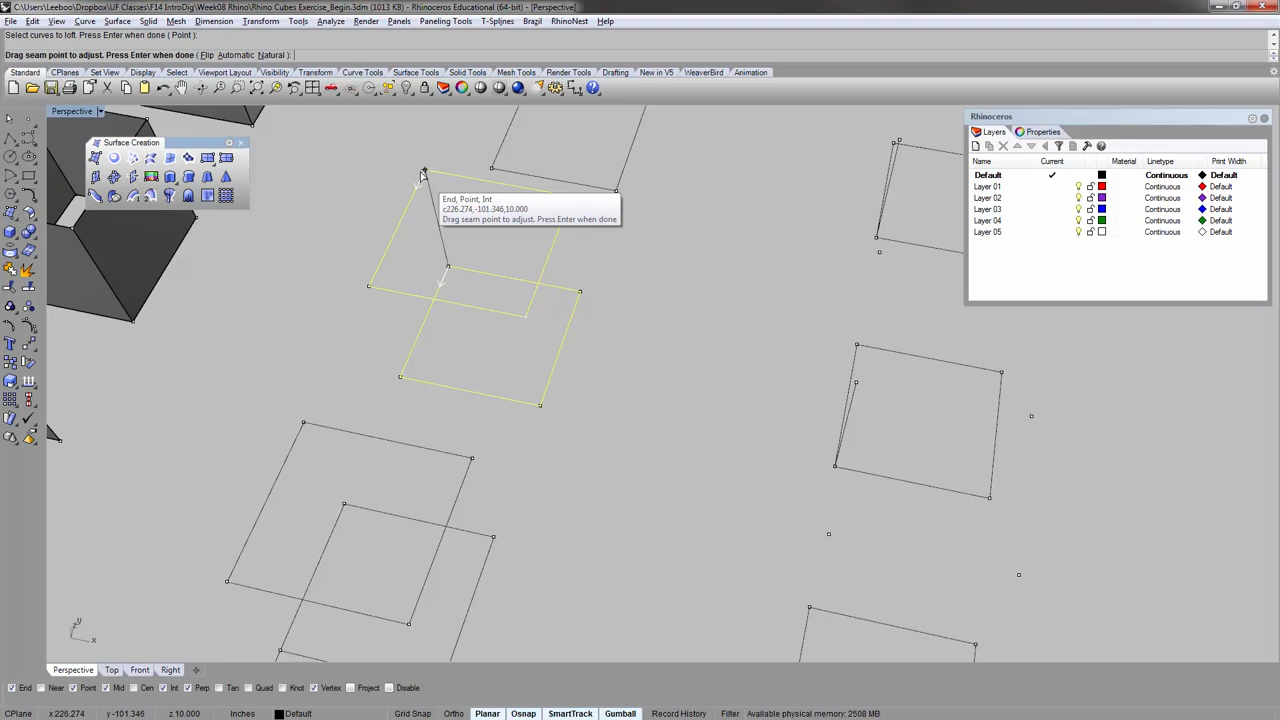 C:\Users\Leeboo\Dropbox\UF Classes\F14 IntroDig\Week08 Rhino\Rhino Cubes Exercise_Begin.3dm (1013 KB) - Rhinoceros Educational (64-bit) - [Perspective]
File Edit View Curve Surface Solid Mesh Dimension Transform Tools Analyze Render Panels Paneling Tools T-Splines Brazil RhinoNest Help
Select curves to loft. Press Enter when done ( Point ):
Drag seam point to adjust. Press Enter when done ( Flip Automatic Natural ):
Standard CPlanes Set View Display Select Viewport Layout Visibility Transform Curve Tools Surface Tools Solid Tools Mesh Tools Render Tools Drafting New in V5 WeaverBird Animation
Perspective
Surface Creation
Rhinoceros
Layers Properties
Name Current Material Linetype Print Width
Default Continuous Default
Layer 01 Continuous Default
Layer 02 Continuous Default
Layer 03 Continuous Default
Layer 04 Continuous Default
Layer 05 Continuous Default
End, Point, Int
c226.274,-101.346,10.000
Drag seam point to adjust. Press Enter when done
z y
x
Perspective Top Front Right
End Near Point Mid Cen Int Perp Tan Quad Knot Vertex Project Disable
CPlane x 226.274 y -101.346 z 10.000 Inches Default Grid Snap Ortho Planar Osnap SmartTrack Gumball Record History Filter Available physical memory: 2508 MB